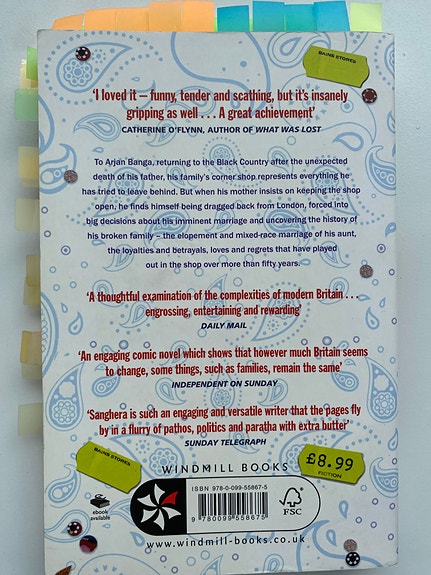 BAINS STORES
‘I loved it – funny, tender and scathing, but it’s insanely
gripping as well . . . A great achievement’
CATHERINE O’FLYNN, AUTHOR OF WHAT WAS LOST
To Arjan Banga, returning to the Black Country after the unexpected
death of his father, his family’s corner shop represents everything he
has tried to leave behind. But when his mother insists on keeping the shop
open, he finds himself being dragged back from London, forced into
big decisions about his imminent marriage and uncovering the history of
his broken family – the elopement and mixed-race marriage of his aunt,
the loyalties and betrayals, loves and regrets that have played
out in the shop over more than fifty years.
‘A thoughtful examination of the complexities of modern Britain . . .
engrossing, entertaining and rewarding’
DAILY MAIL
‘An engaging comic novel which shows that however much Britain seems
to change, some things, such as families, remain the same’
INDEPENDENT ON SUNDAY
‘Sanghera is such an engaging and versatile writer that the pages fly
by in a flurry of pathos, politics and paratha with extra butter’
SUNDAY TELEGRAPH
BAINS STORES
WINDMILL BOOKS
£8.99
FICTION
ebook
available
ISBN 978-0-099-55867-5
9 780099 558675
FSC
www.windmill-books.co.uk